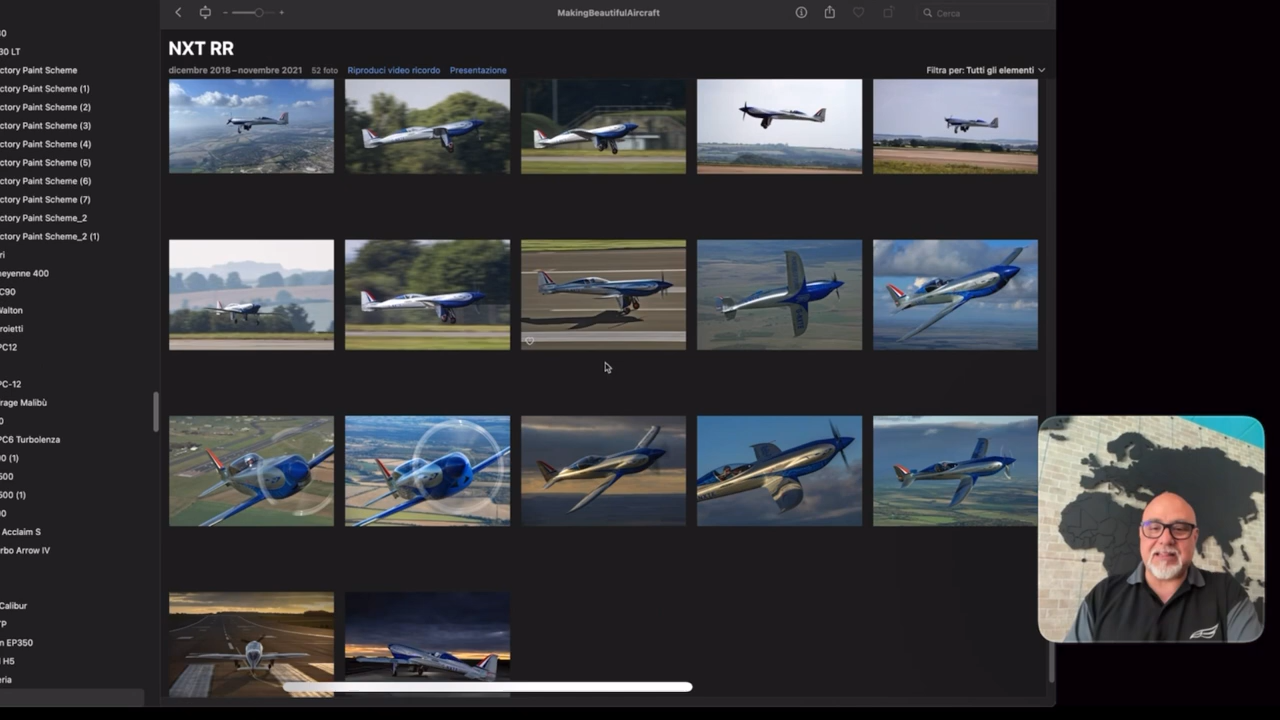 MakingBeautifulAircraft
Cerca
NXT RR
dicembre 2018–novembre 2021
52 foto
Riproduci video ricordo
Presentazione
Filtra per: Tutti gli elementi
30 LT
ctory Paint Scheme
ctory Paint Scheme (1)
ctory Paint Scheme (2)
ctory Paint Scheme (3)
ctory Paint Scheme (4)
ctory Paint Scheme (5)
ctory Paint Scheme (6)
ctory Paint Scheme (7)
ctory Paint Scheme_2
ctory Paint Scheme_2 (1)
ri
heyenne 400
C90
Walton
roietti
PC12
PC-12
rage Malibù
PC6 Turbolenza
00 (1)
500
500 (1)
Acclaim S
rbo Arrow IV
Calibur
n EP350
H5
eria